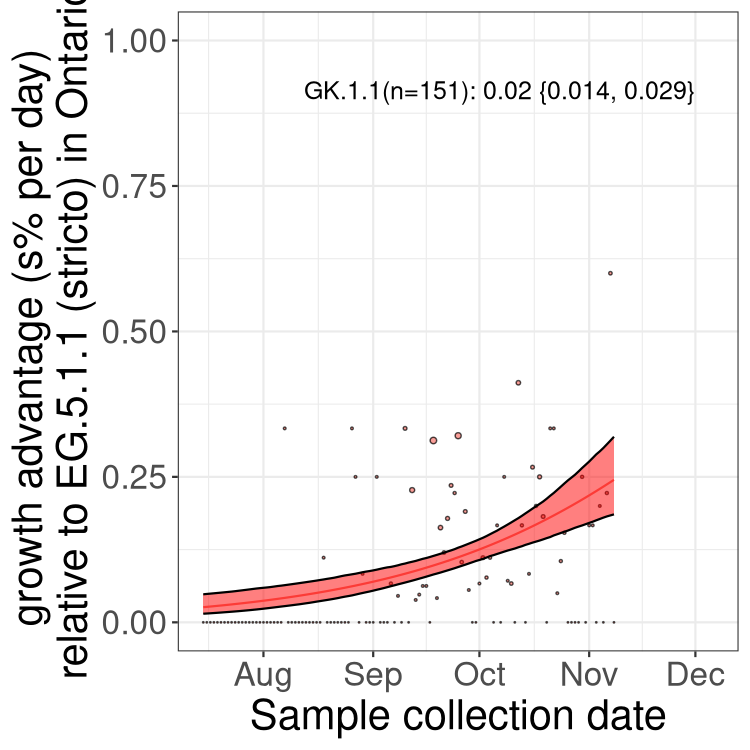 growth advantage (s% per day)
relative to EG.5.1.1 (stricto) in Ontario
1.00
GK.1.1(n=151): 0.02 {0.014, 0.029}
0.75
0.50
0.25
0.00
Aug Sep Oct Nov Dec
Sample collection date